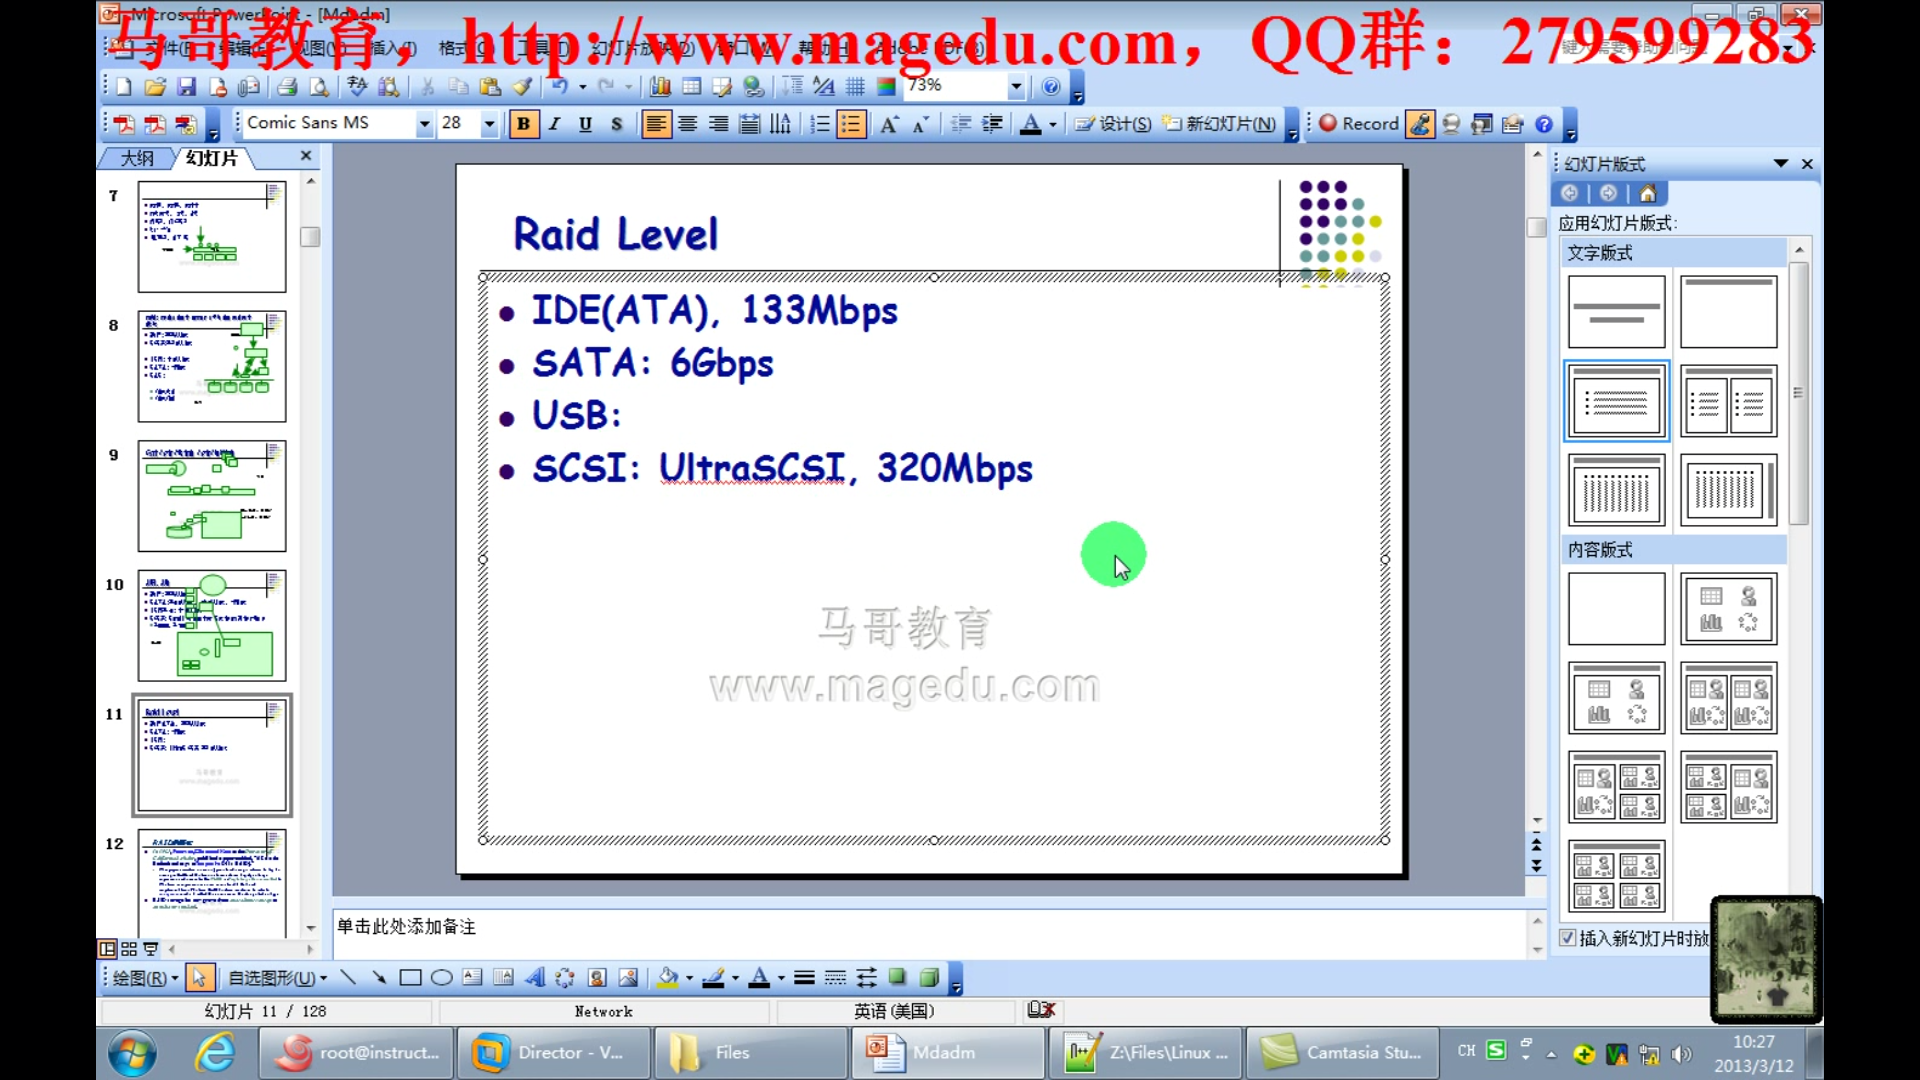 Microsoft PowerPoint - [Mdadm]
马哥教育， http://www.magedu.com， QQ群： 279599283
73%
Comic Sans MS
28
设计(S)
新幻灯片(N)
Record
大纲
幻灯片
幻灯片版式
应用幻灯片版式:
文字版式
内容版式
插入新幻灯片时放
7
8
9
10
11
Raid Level
12
Raid Level
IDE(ATA), 133Mbps
SATA: 6Gbps
USB:
SCSI: UltraSCSI, 320Mbps
马哥教育
www.magedu.com
单击此处添加备注
绘图(R)
自选图形(U)
幻灯片 11 / 128
Network
英语(美国)
root@instruct...
Director - V...
Files
Mdadm
Z:\Files\Linux ...
Camtasia Stu...
CH
10:27
2013/3/12